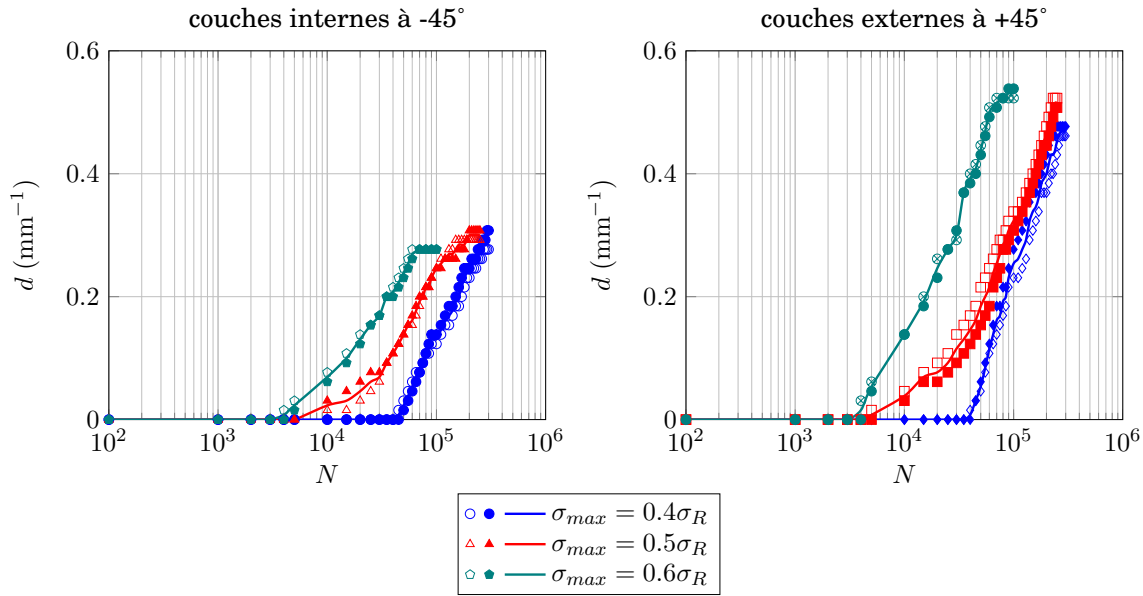 couches internes à -45°
couches externes à +45°
0.6
0.4
0.2
0
d (mm⁻¹)
10² 10³ 10⁴ 10⁵ 10⁶
N
0.6
0.4
0.2
0
d (mm⁻¹)
10² 10³ 10⁴ 10⁵ 10⁶
N
σmax = 0.4σR
σmax = 0.5σR
σmax = 0.6σR